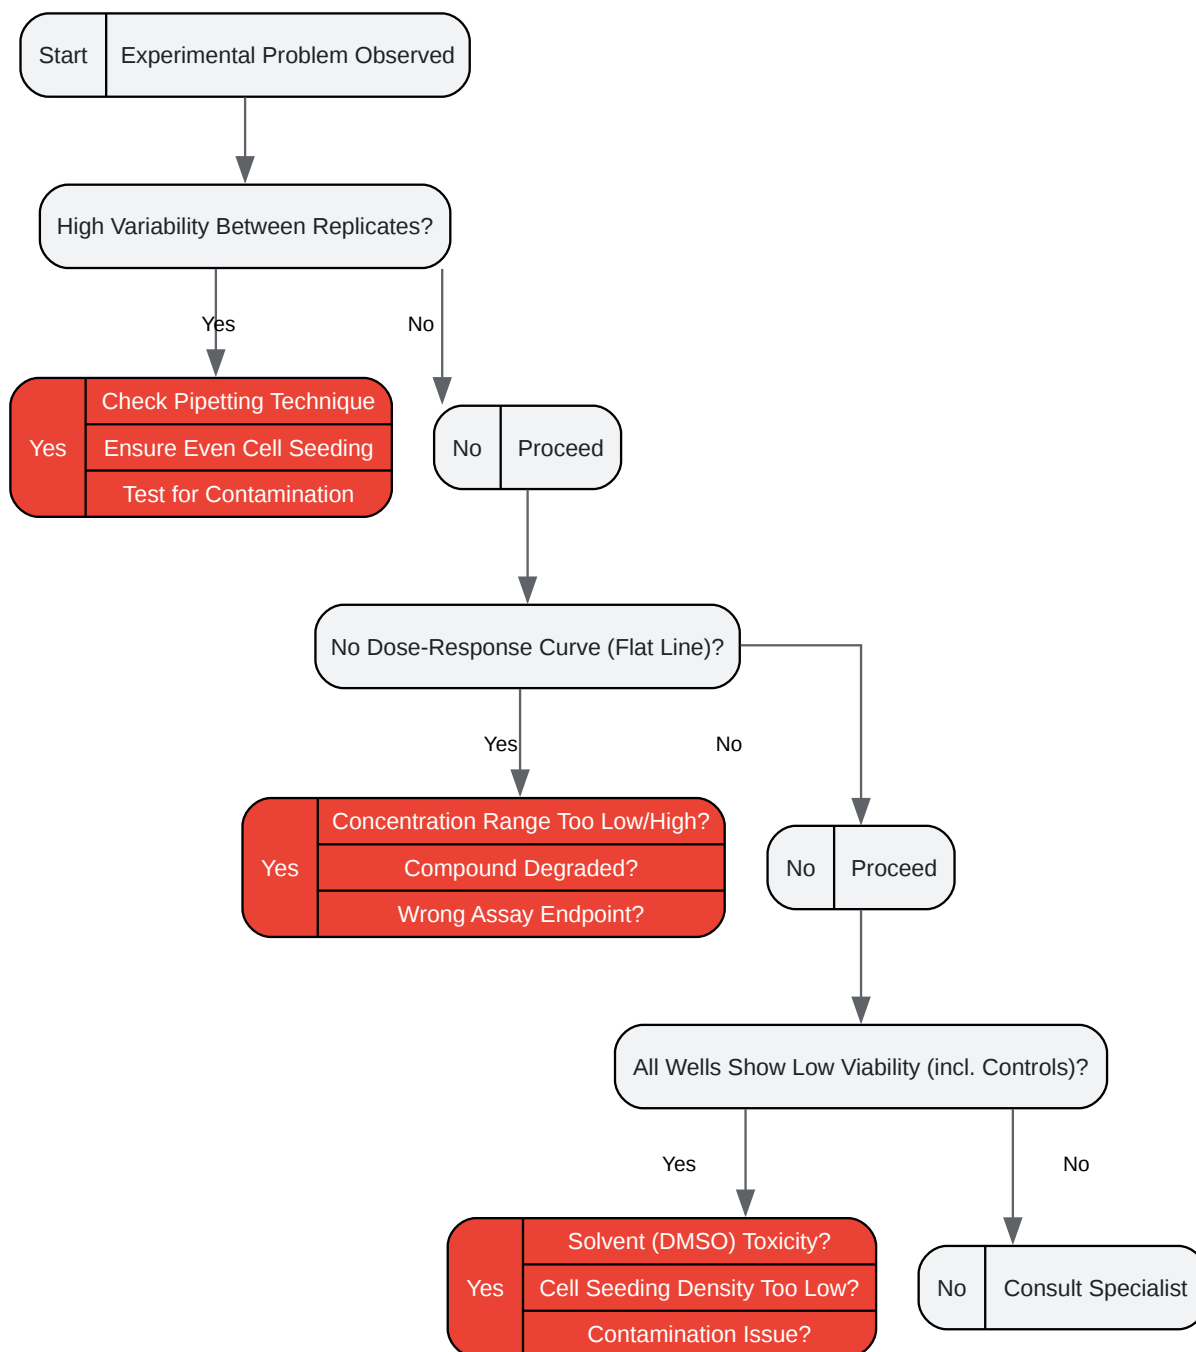 Start
Experimental Problem Observed
High Variability Between Replicates?
Yes
No
Yes
Check Pipetting Technique
Ensure Even Cell Seeding
Test for Contamination
No
Proceed
No Dose-Response Curve (Flat Line)?
Yes
No
Yes
Concentration Range Too Low/High?
Compound Degraded?
Wrong Assay Endpoint?
No
Proceed
All Wells Show Low Viability (incl. Controls)?
Yes
No
Yes
Solvent (DMSO) Toxicity?
Cell Seeding Density Too Low?
Contamination Issue?
No
Consult Specialist